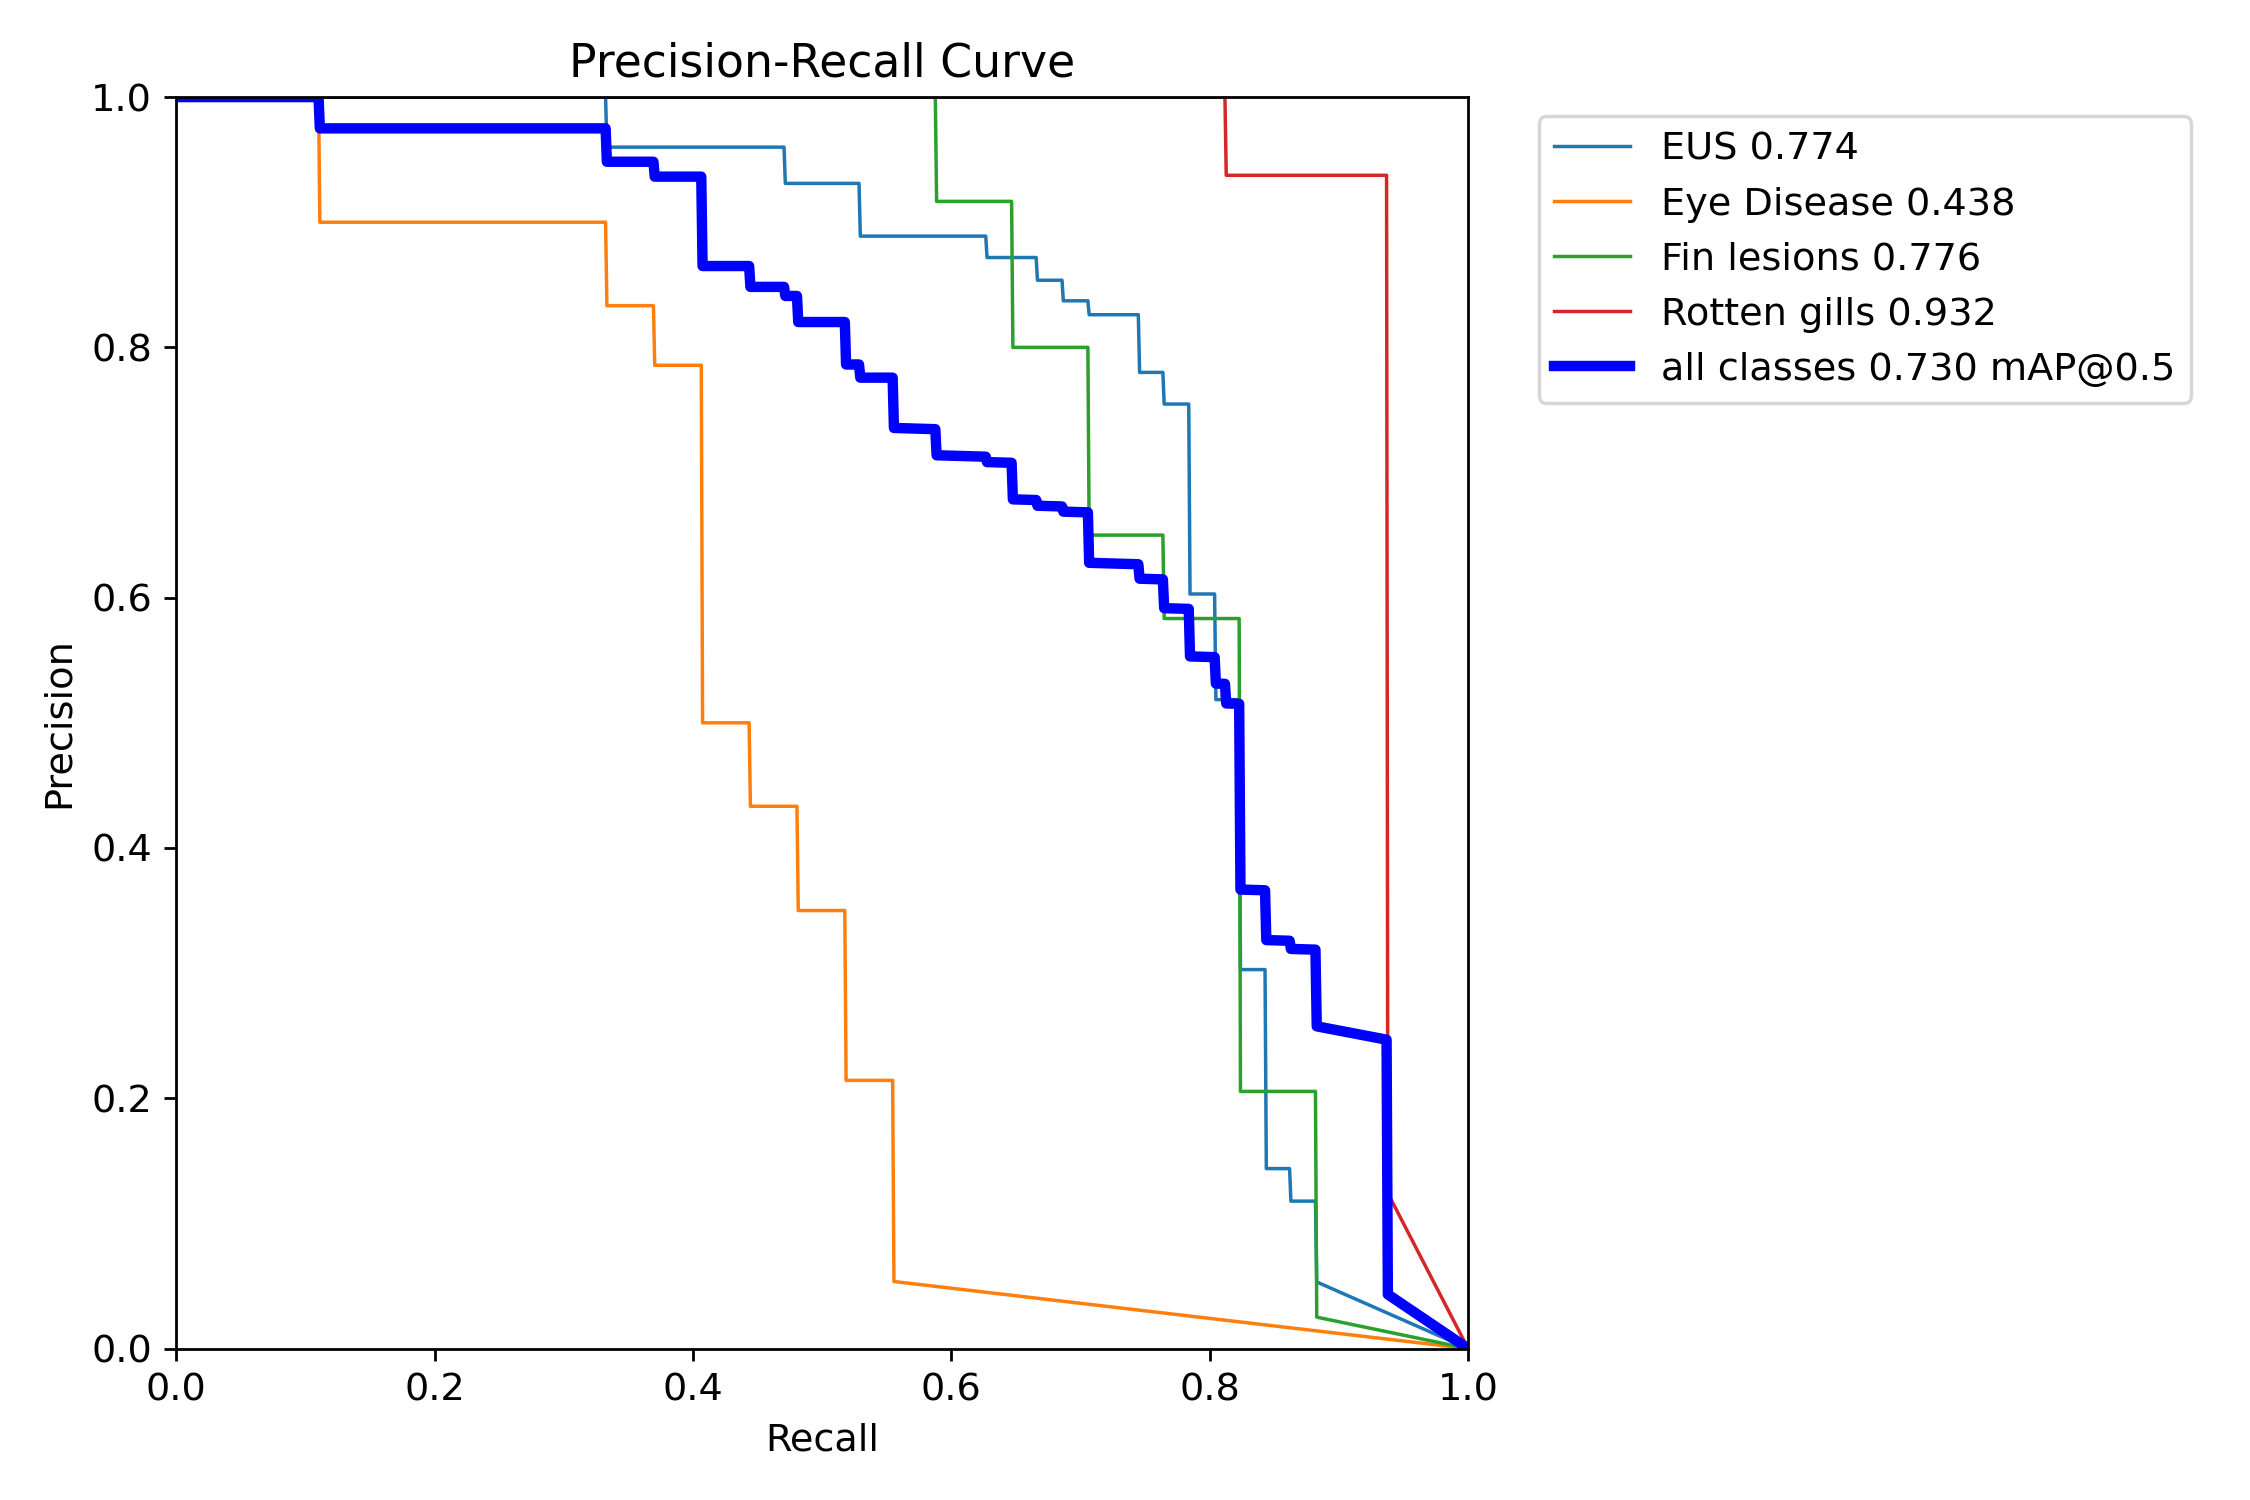 Precision-Recall Curve
1.0
0.8
0.6
0.4
0.2
0.0
Precision
0.0 0.2 0.4 0.6 0.8 1.0
Recall
EUS 0.774
Eye Disease 0.438
Fin lesions 0.776
Rotten gills 0.932
all classes 0.730 mAP@0.5